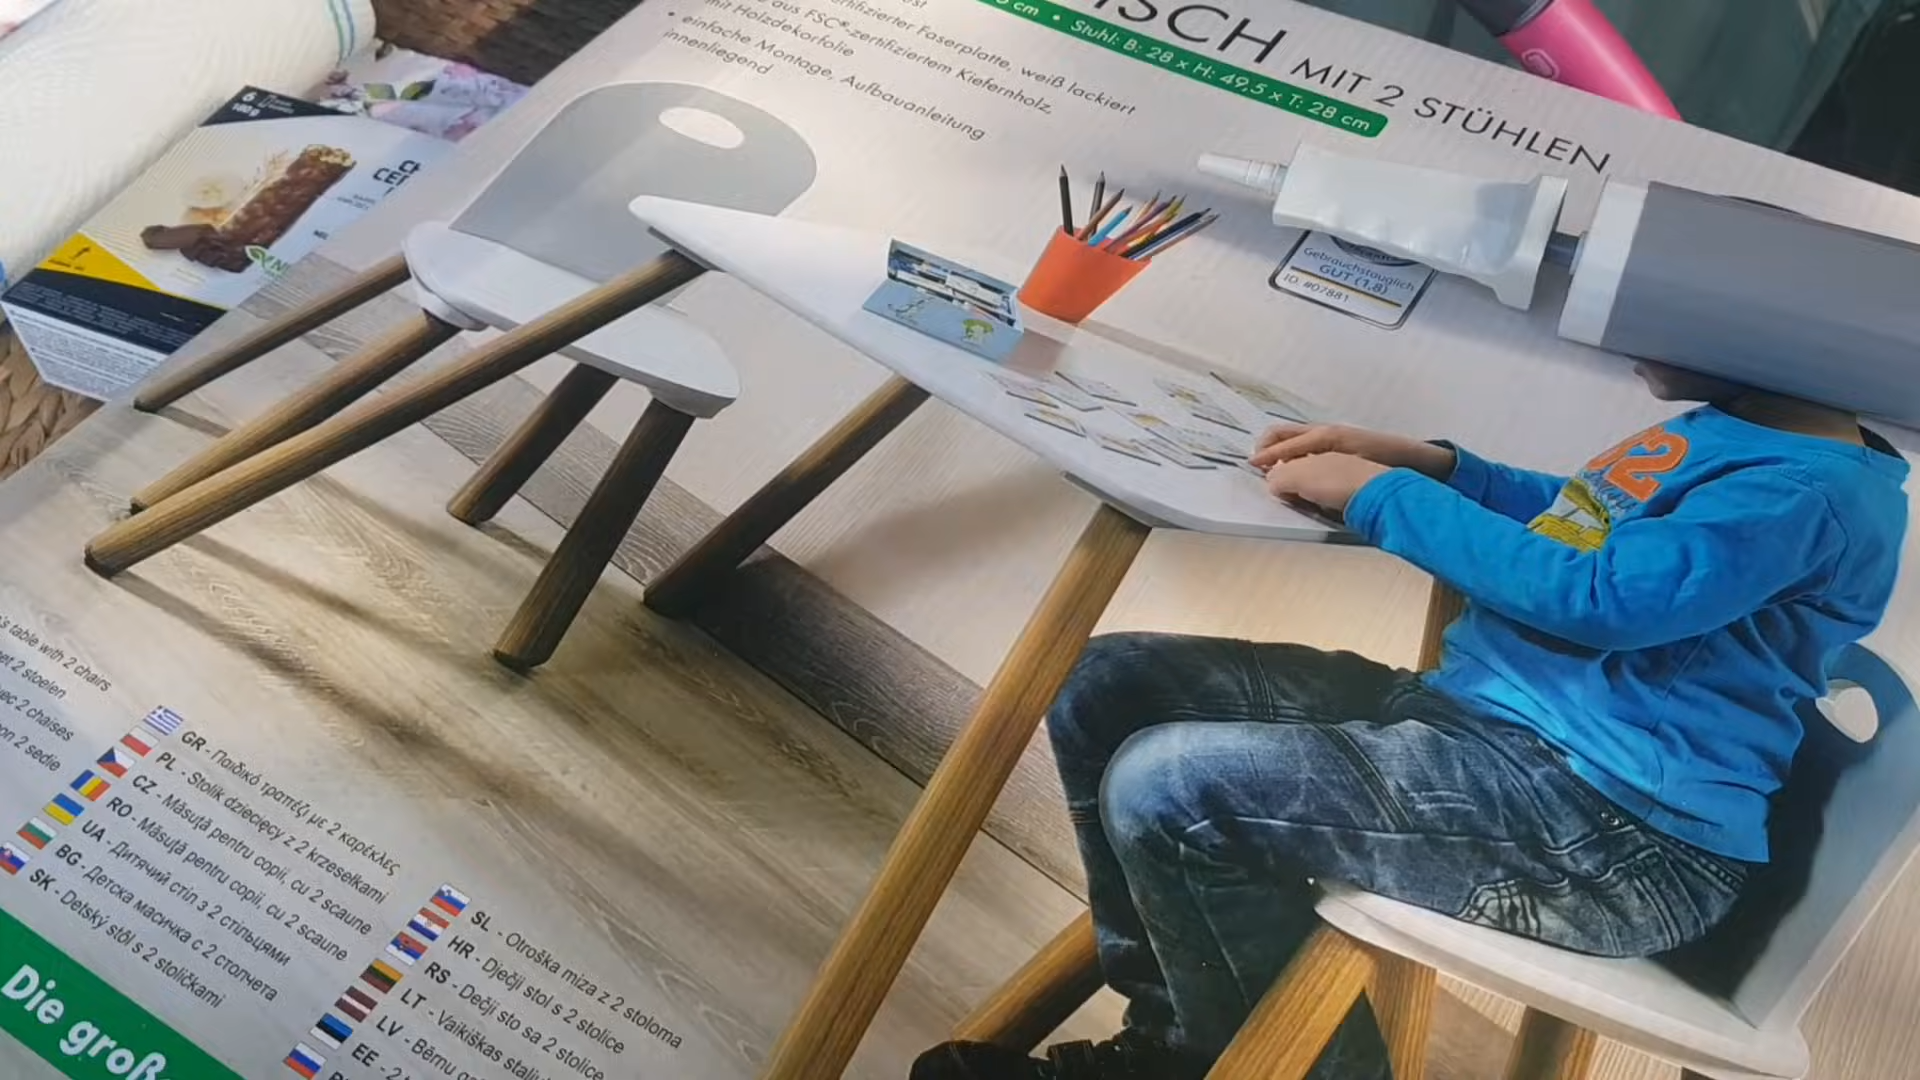 ISCH MIT 2 STÜHLEN
cm • Stuhl: B: 28 x H: 49,5 x T: 28 cm
Faserplatte, weiß lackiert
aus FSC®-zertifiziertem Kiefernholz,
mit Holzdekorfolie
• einfache Montage, Aufbauanleitung
innenliegend
6
180 g
Gebrauchstauglich
GUT (1,8)
ID #07881
02
table with 2 chairs
2 stoelen
2 chaises
2 sedie
GR - Παιδικό τραπέζι με 2 καρέκλες
PL - Stolik dziecięcy z 2 krzesełkami
CZ - Măsuță pentru copii, cu 2 scaune
RO - Măsuță pentru copii, cu 2 scaune
UA - Дитячий стіл з 2 стільцями
BG - Детска масичка с 2 столчета
SK - Detský stôl s 2 stoličkami
SL - Otroška miza z 2 stoloma
HR - Dječji stol s 2 stolice
RS - Dečji sto sa 2 stolice
LT - Vaikiškas
LV - Bērnu
EE - 2
Die groß